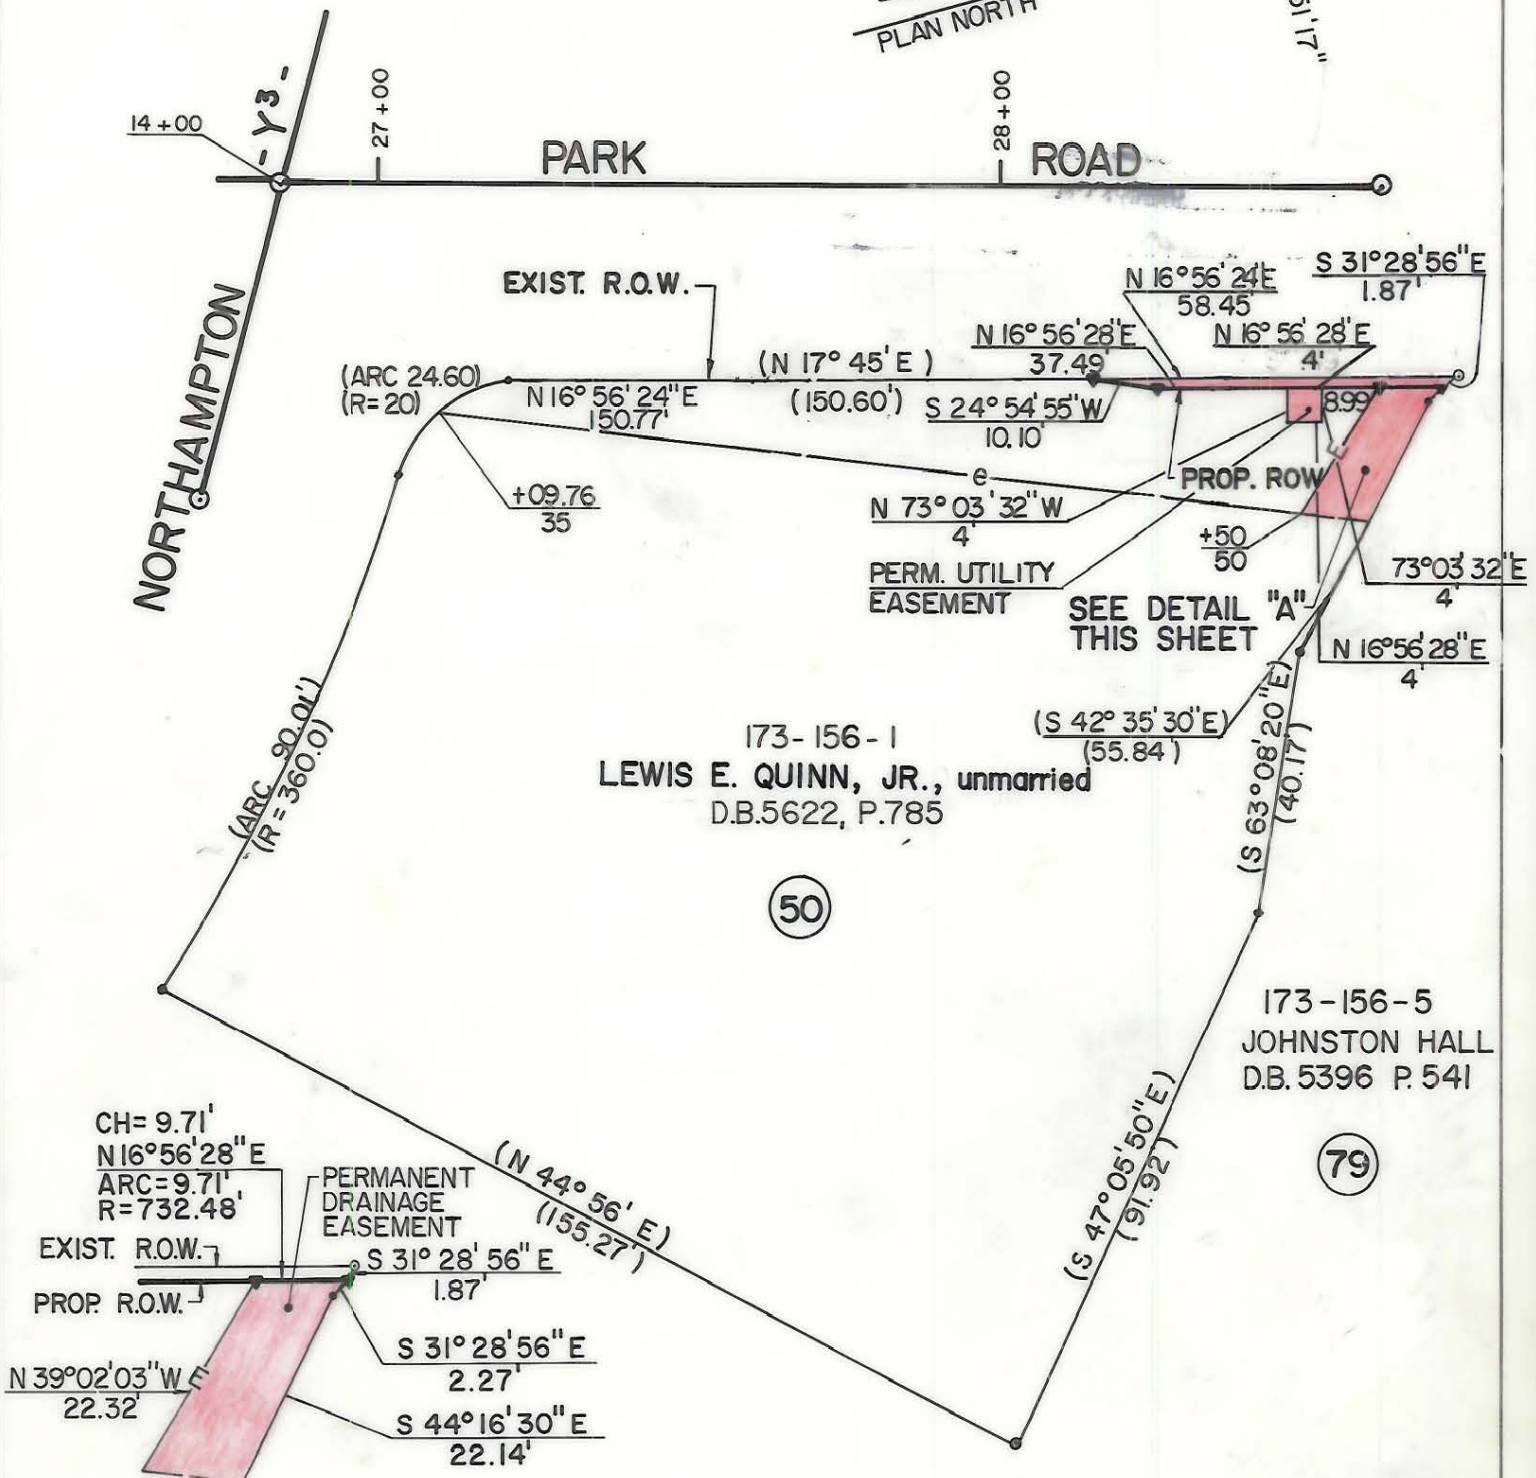 PLAN NORTH
51'17"
- Y3 -
14+00
27+00
28+00
PARK ROAD
NORTHAMPTON
EXIST. R.O.W.
N 16°56'24"E
58.45'
S 31°28'56"E
1.87'
N 16°56'28"E
37.49'
N 16°56'28"E
4'
(N 17°45'E)
(150.60')
(ARC 24.60)
(R=20)
N 16°56'24"E
150.77'
S 24°54'55"W
10.10'
8.99
E
e
PROP. ROW
+09.76
35
N 73°03'32"W
4'
+50
50
PERM. UTILITY
EASEMENT
73°03'32"E
4'
SEE DETAIL "A"
THIS SHEET
N 16°56'28"E
4'
(S 42°35'30"E)
(55.84')
(S 63°08'20"E)
(40.17')
(ARC 90.01')
(R=360.0)
173-156-1
LEWIS E. QUINN, JR., unmarried
D.B.5622, P.785
50
173-156-5
JOHNSTON HALL
D.B. 5396 P. 541
79
(S 47°05'50"E)
(91.92')
(N 44°56'E)
(155.27')
CH= 9.71'
N 16°56'28"E
ARC=9.71'
R=732.48'
PERMANENT
DRAINAGE
EASEMENT
EXIST. R.O.W.
S 31°28'56"E
1.87'
PROP. R.O.W.
S 31°28'56"E
2.27'
N 39°02'03"W
22.32'
E
S 44°16'30"E
22.14'